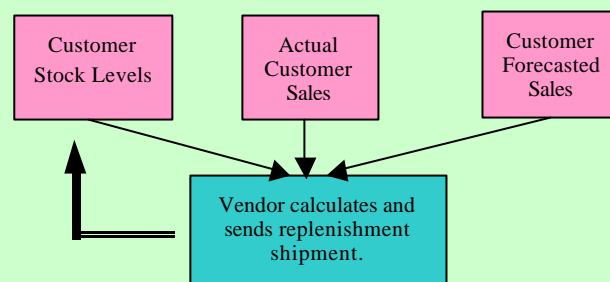 Customer
Stock Levels
Actual
Customer
Sales
Customer
Forecasted
Sales
Vendor calculates and
sends replenishment
shipment.